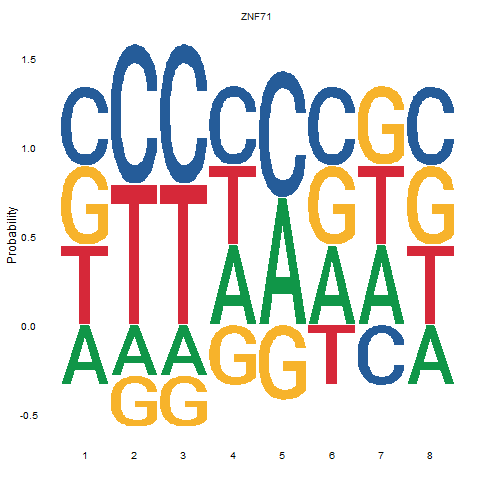 ZNF71
1.5
1.0
0.5
0.0
-0.5
Probability
C C C C C C G C
G T T T A G T G
T A A A G A A T
A G G G T C A
1 2 3 4 5 6 7 8